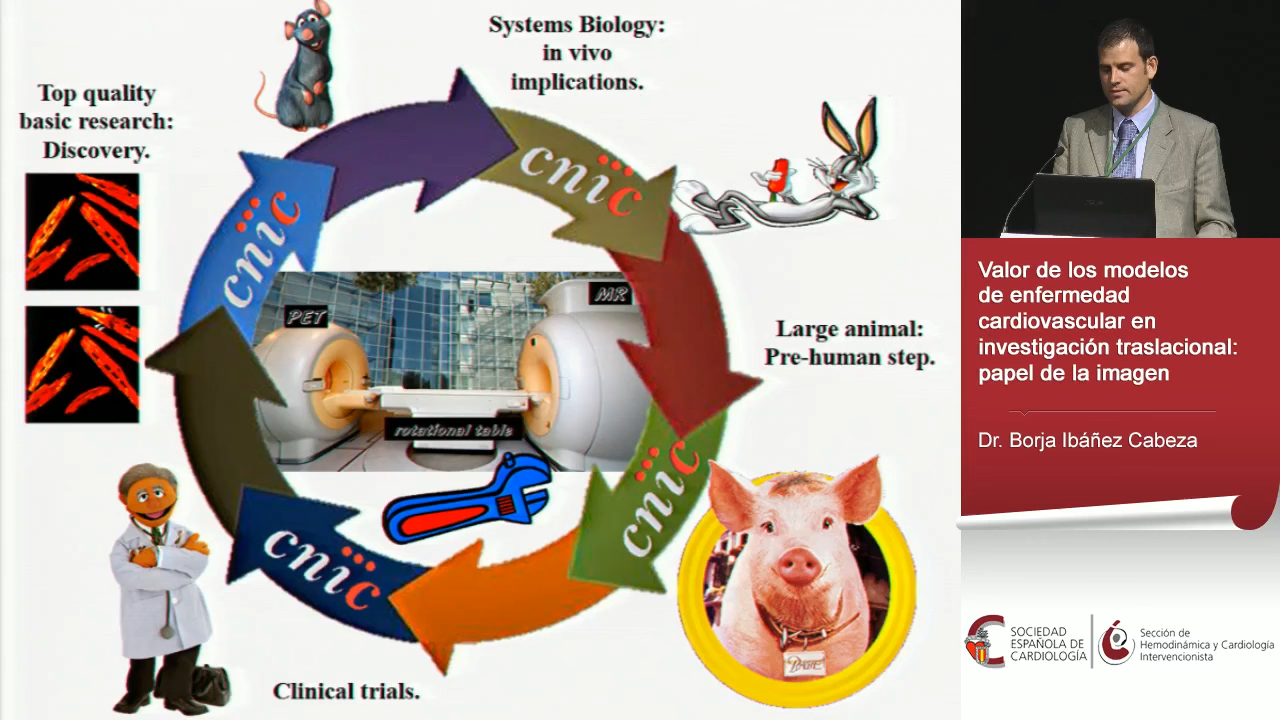 Systems Biology:
in vivo
implications.
Top quality
basic research:
Discovery.
cnic
cnic
PET
MR
rotational table
Large animal:
Pre-human step.
cnic
cnic
BABE
Clinical trials.
Valor de los modelos
de enfermedad
cardiovascular en
investigación traslacional:
papel de la imagen
Dr. Borja Ibáñez Cabeza
SOCIEDAD
ESPAÑOLA DE
CARDIOLOGÍA
Sección de
Hemodinámica y Cardiología
Intervencionista